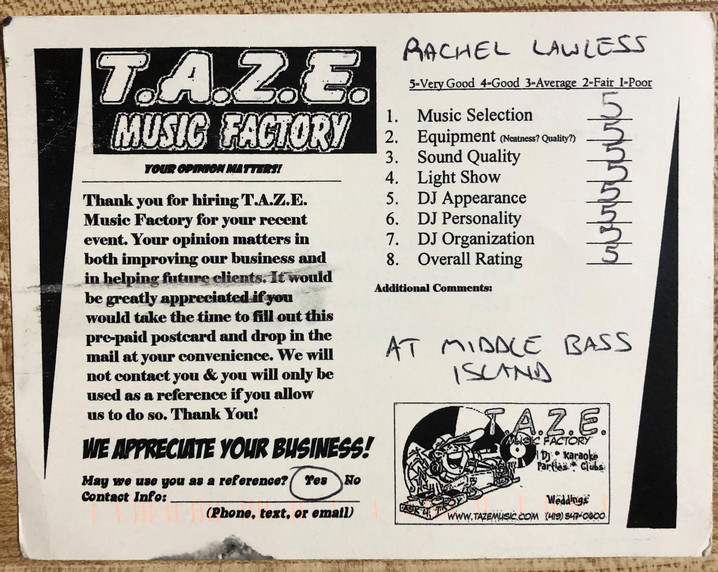 T.A.Z.E.
MUSIC FACTORY
YOUR OPINION MATTERS!
Thank you for hiring T.A.Z.E.
Music Factory for your recent
event. Your opinion matters in
both improving our business and
in helping future clients. It would
be greatly appreciated if you
would take the time to fill out this
pre-paid postcard and drop in the
mail at your convenience. We will
not contact you & you will only be
used as a reference if you allow
us to do so. Thank You!
WE APPRECIATE YOUR BUSINESS!
May we use you as a reference? Yes No
Contact Info:
(Phone, text, or email)
RACHEL LAWLESS
5-Very Good 4-Good 3-Average 2-Fair 1-Poor
1. Music Selection 5
2. Equipment (Neatness? Quality?) 5
3. Sound Quality 5
4. Light Show 5
5. DJ Appearance 5
6. DJ Personality 5
7. DJ Organization 5
8. Overall Rating 5
Additional Comments:
AT MIDDLE BASS
ISLAND
T.A.Z.E.
MUSIC FACTORY
Dj * Karaoke
Parties * Clubs
Weddings
WWW.TAZEMUSIC.COM (419) 347-0600